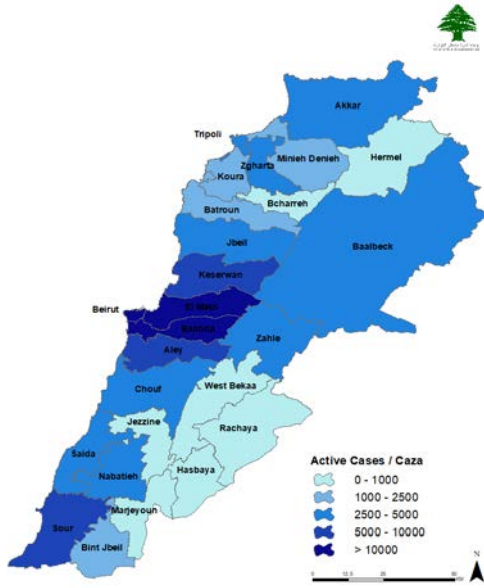 Akkar
Tripoli
Minieh Denieh
Hermel
Zgharta
Koura
Bcharreh
Batroun
Jbeil
Baalbeck
Keserwan
Beirut
El Metn
Baabda
Zahle
Aley
Chouf
West Bekaa
Jezzine
Rachaya
Saida
Hasbaya
Nabatieh
Marjeyoun
Sour
Bint Jbeil
Active Cases / Caza
0 - 1000
1000 - 2500
2500 - 5000
5000 - 10000
> 10000
N